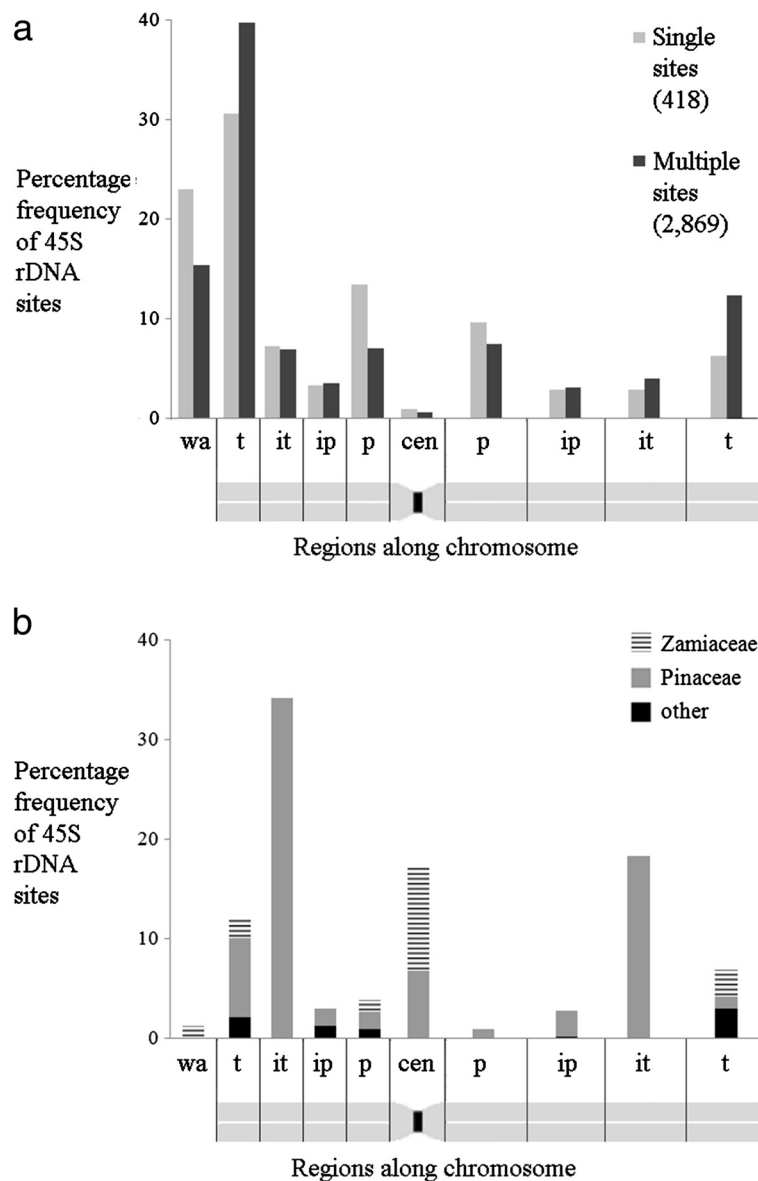 a
40
30
20
10
0
Percentage
frequency
of 45S
rDNA
sites
Single
sites
(418)
Multiple
sites
(2,869)
wa t it ip p cen p ip it t
Regions along chromosome
b
40
30
20
10
0
Percentage
frequency
of 45S
rDNA
sites
Zamiaceae
Pinaceae
other
wa t it ip p cen p ip it t
Regions along chromosome